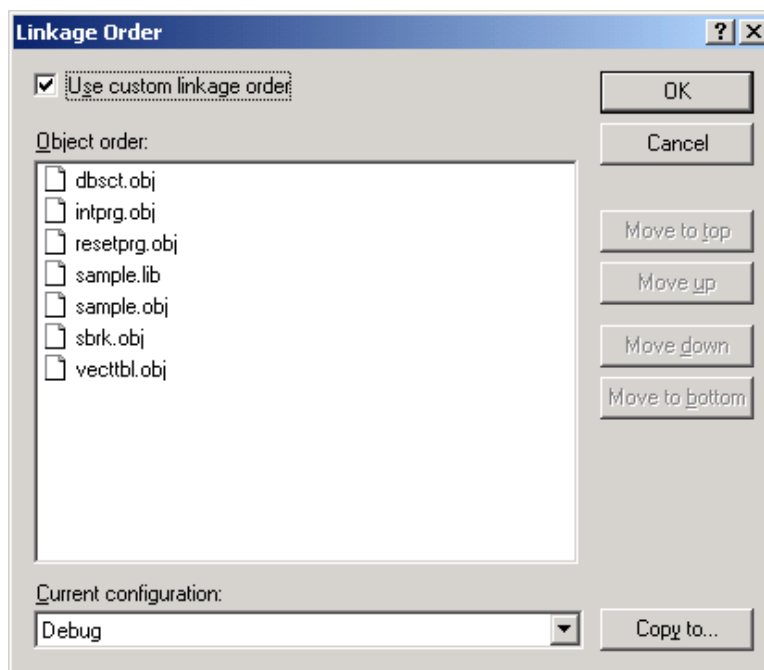 Linkage Order
Use custom linkage order
OK
Object order:
Cancel
dbsct.obj
intprg.obj
resetprg.obj
sample.lib
sample.obj
sbrk.obj
vecttbl.obj
Move to top
Move up
Move down
Move to bottom
Current configuration:
Debug
Copy to...